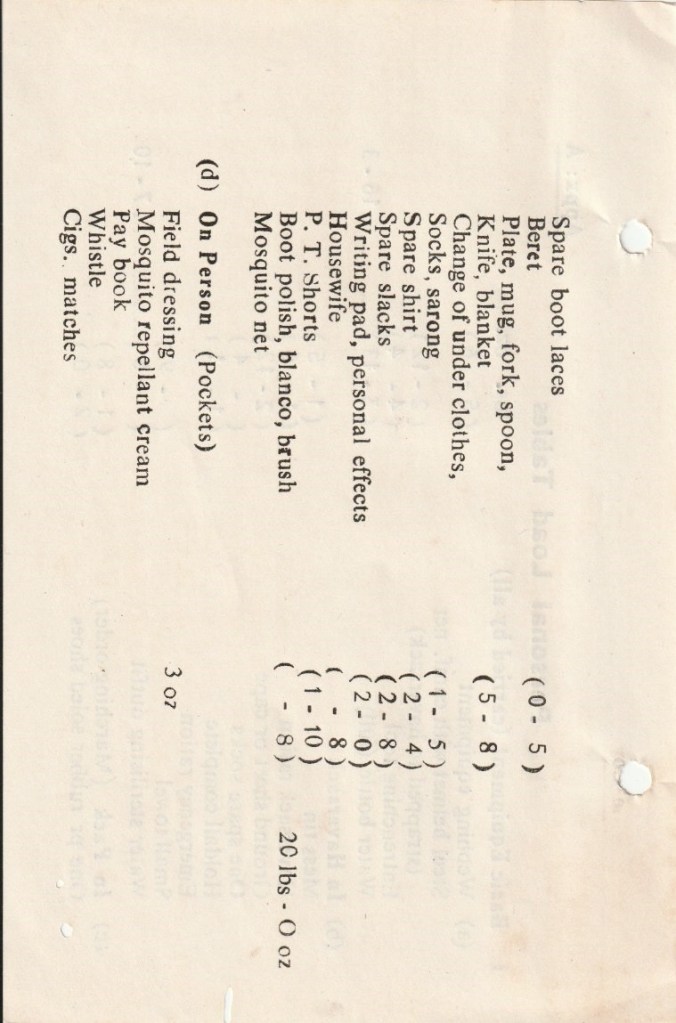 Spare boot laces
Beret ( 0 - 5 )
Plate, mug, fork, spoon,
Knife, blanket ( 5 - 8 )
Change of under clothes,
Socks, sarong ( 1 - 5 )
Spare shirt ( 2 - 4 )
Spare slacks ( 2 - 8 )
Writing pad, personal effects ( 2 - 0 )
Housewife ( - 8 )
P. T. Shorts ( 1 - 10 )
Boot polish, blanco, brush ( - 8 ) 20 lbs - O oz
Mosquito net
(d) On Person (Pockets)
Field dressing 3 oz
Mosquito repellant cream
Pay book
Whistle
Cigs.. matches